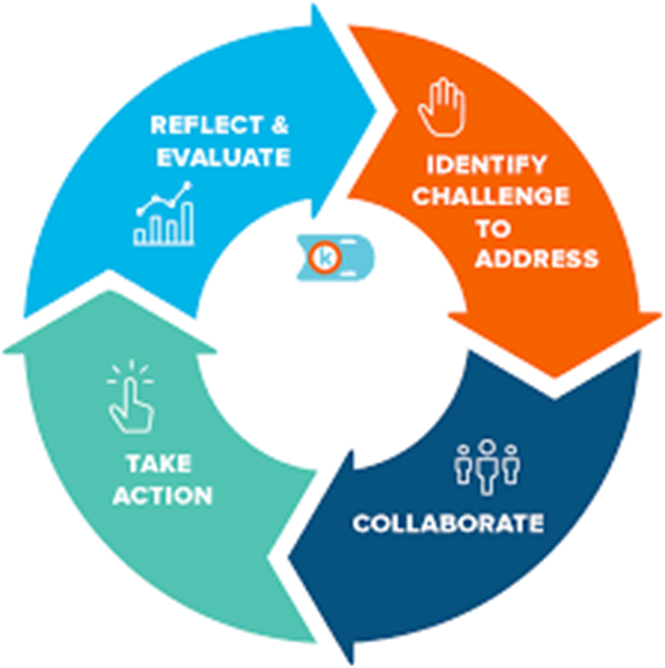 REFLECT &
EVALUATE
IDENTIFY
CHALLENGE
TO
ADDRESS
k
TAKE
ACTION
COLLABORATE